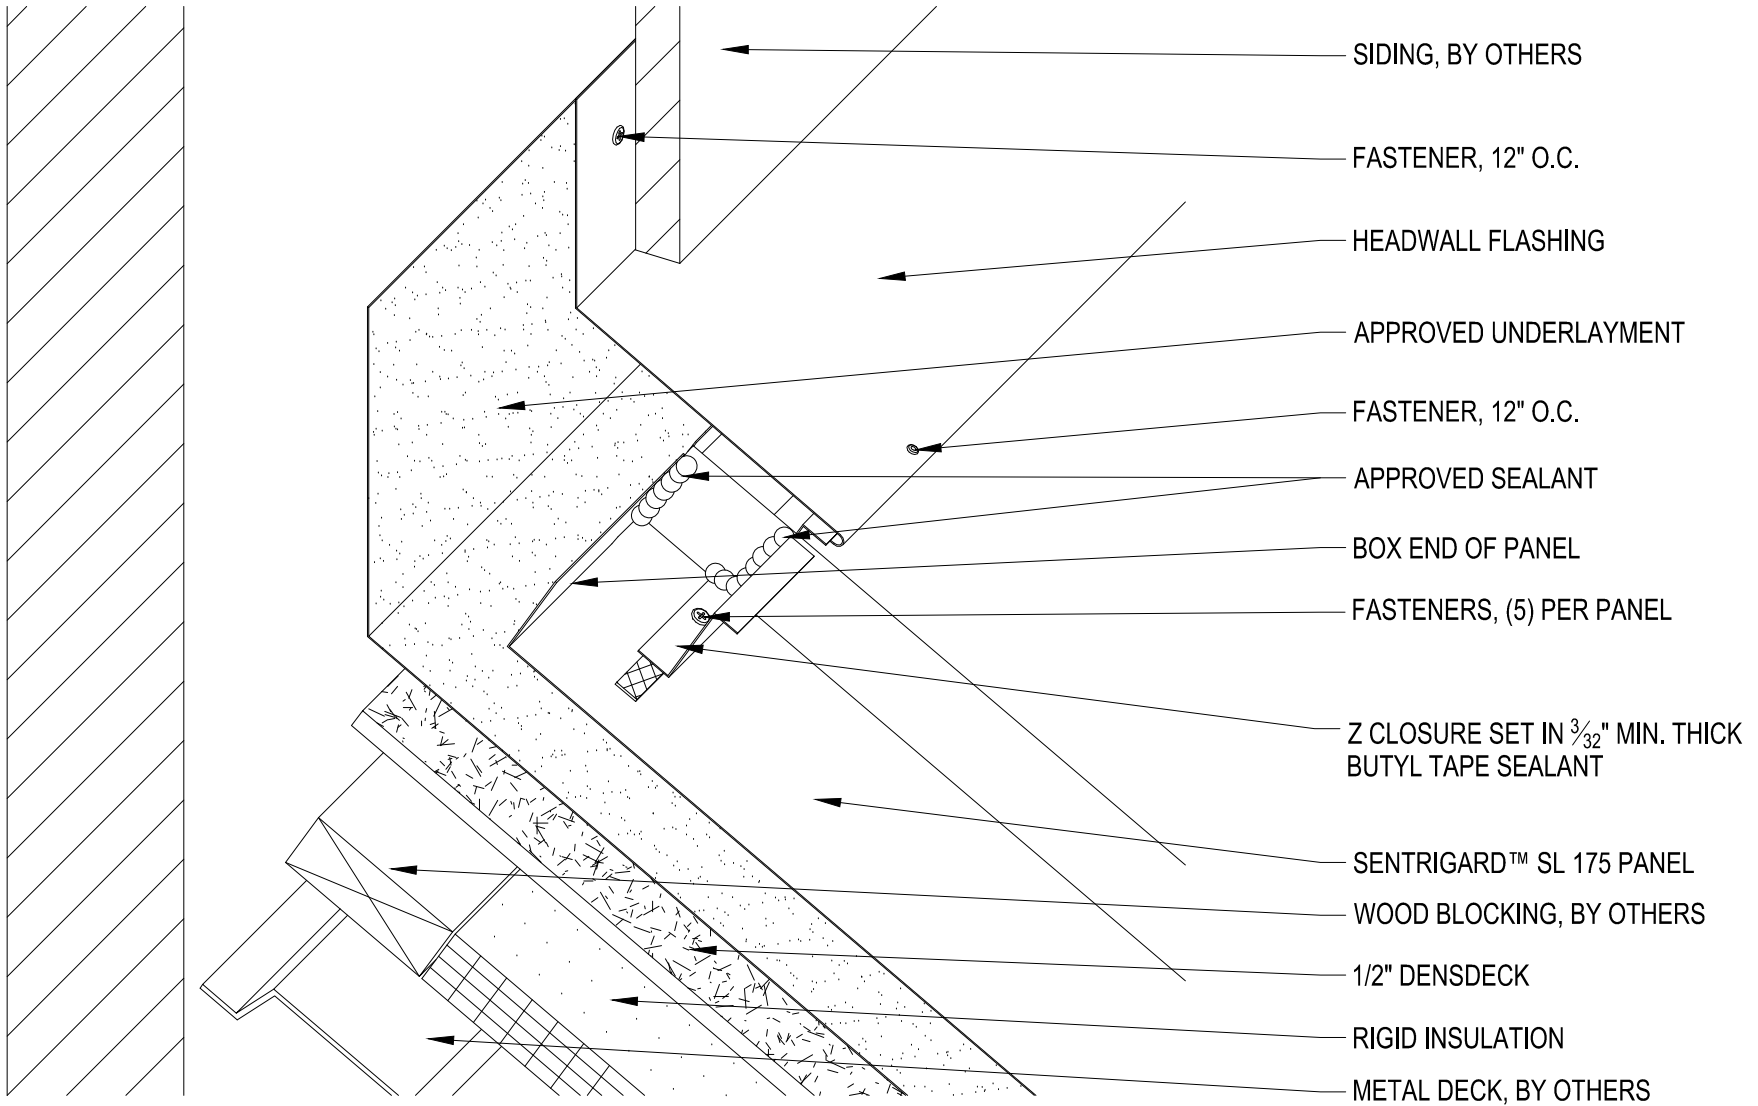 SIDING, BY OTHERS
FASTENER, 12" O.C.
HEADWALL FLASHING
APPROVED UNDERLAYMENT
FASTENER, 12" O.C.
APPROVED SEALANT
BOX END OF PANEL
FASTENERS, (5) PER PANEL
Z CLOSURE SET IN 3/32" MIN. THICK
BUTYL TAPE SEALANT
SENTRIGARD™ SL 175 PANEL
WOOD BLOCKING, BY OTHERS
1/2" DENSDECK
RIGID INSULATION
METAL DECK, BY OTHERS